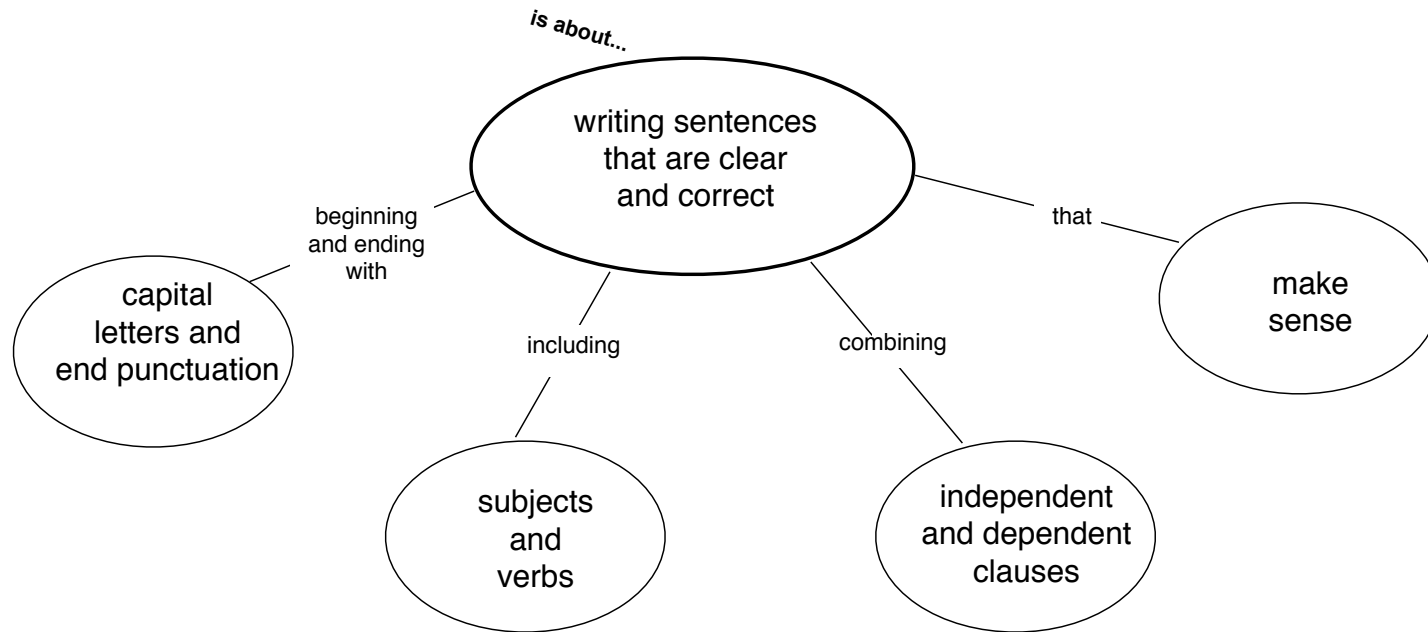 is about...
writing sentences
that are clear
and correct
beginning
and ending
with
capital
letters and
end punctuation
including
subjects
and
verbs
combining
independent
and dependent
clauses
that
make
sense